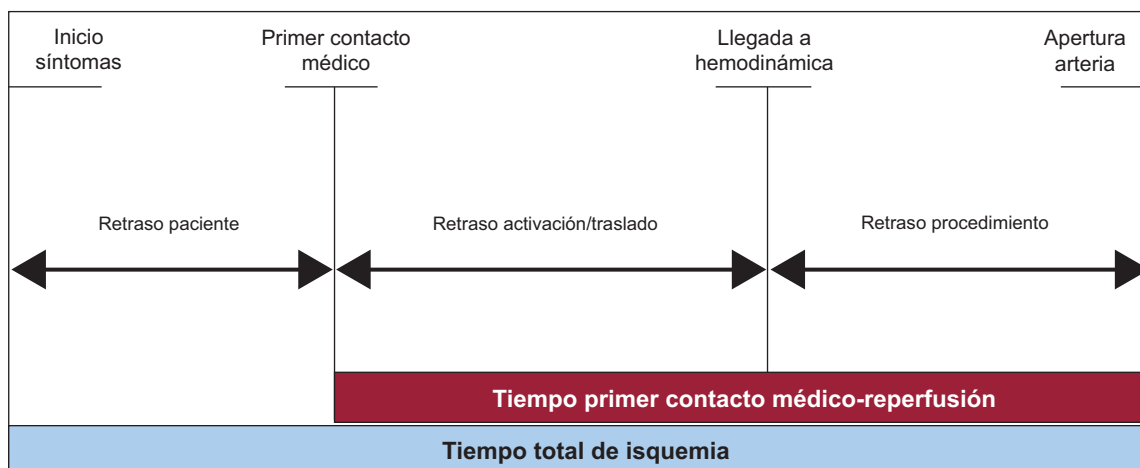 Inicio
síntomas
Primer contacto
médico
Llegada a
hemodinámica
Apertura
arteria
Retraso paciente
Retraso activación/traslado
Retraso procedimiento
Tiempo primer contacto médico-reperfusión
Tiempo total de isquemia